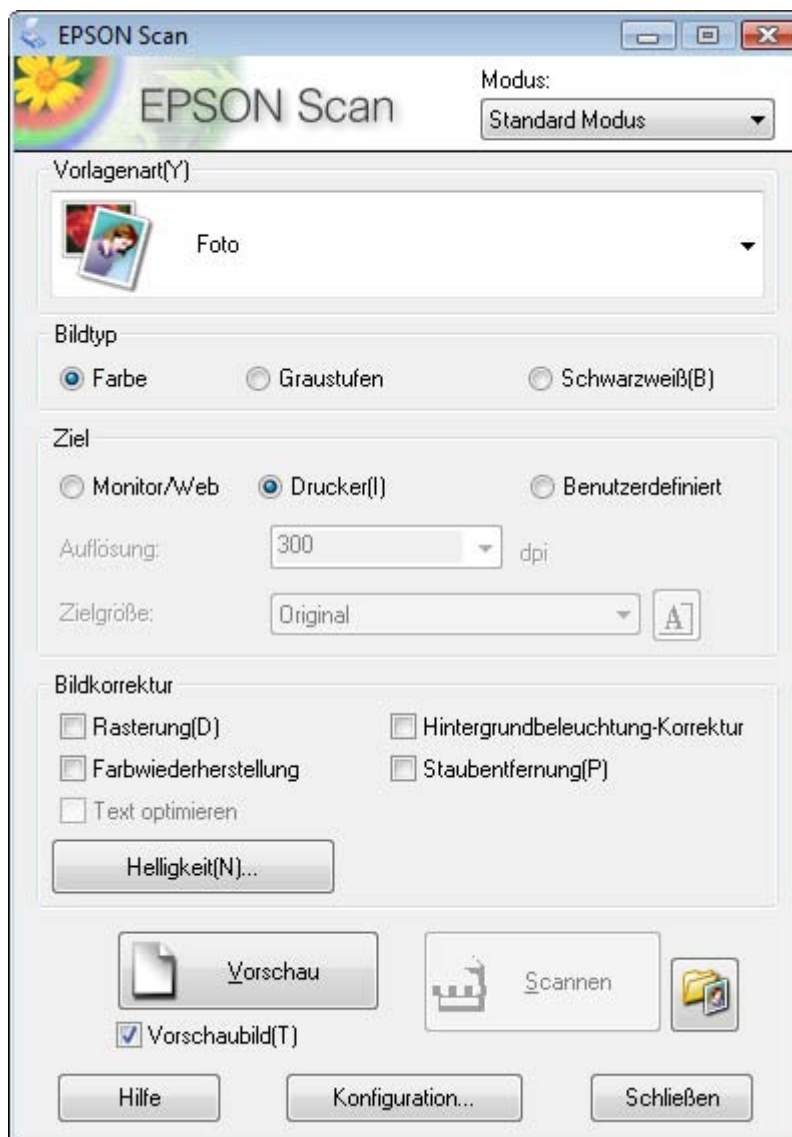 EPSON Scan
EPSON Scan
Modus:
Standard Modus
Vorlagenart(Y)
Foto
Bildtyp
Farbe
Graustufen
Schwarzweiß(B)
Ziel
Monitor/Web
Drucker(I)
Benutzerdefiniert
Auflösung:
300
dpi
Zielgröße:
Original
A
Bildkorrektur
Rasterung(D)
Hintergrundbeleuchtung-Korrektur
Farbwiederherstellung
Staubentfernung(P)
Text optimieren
Helligkeit(N)...
Vorschau
Scannen
Vorschaubild(T)
Hilfe
Konfiguration...
Schließen